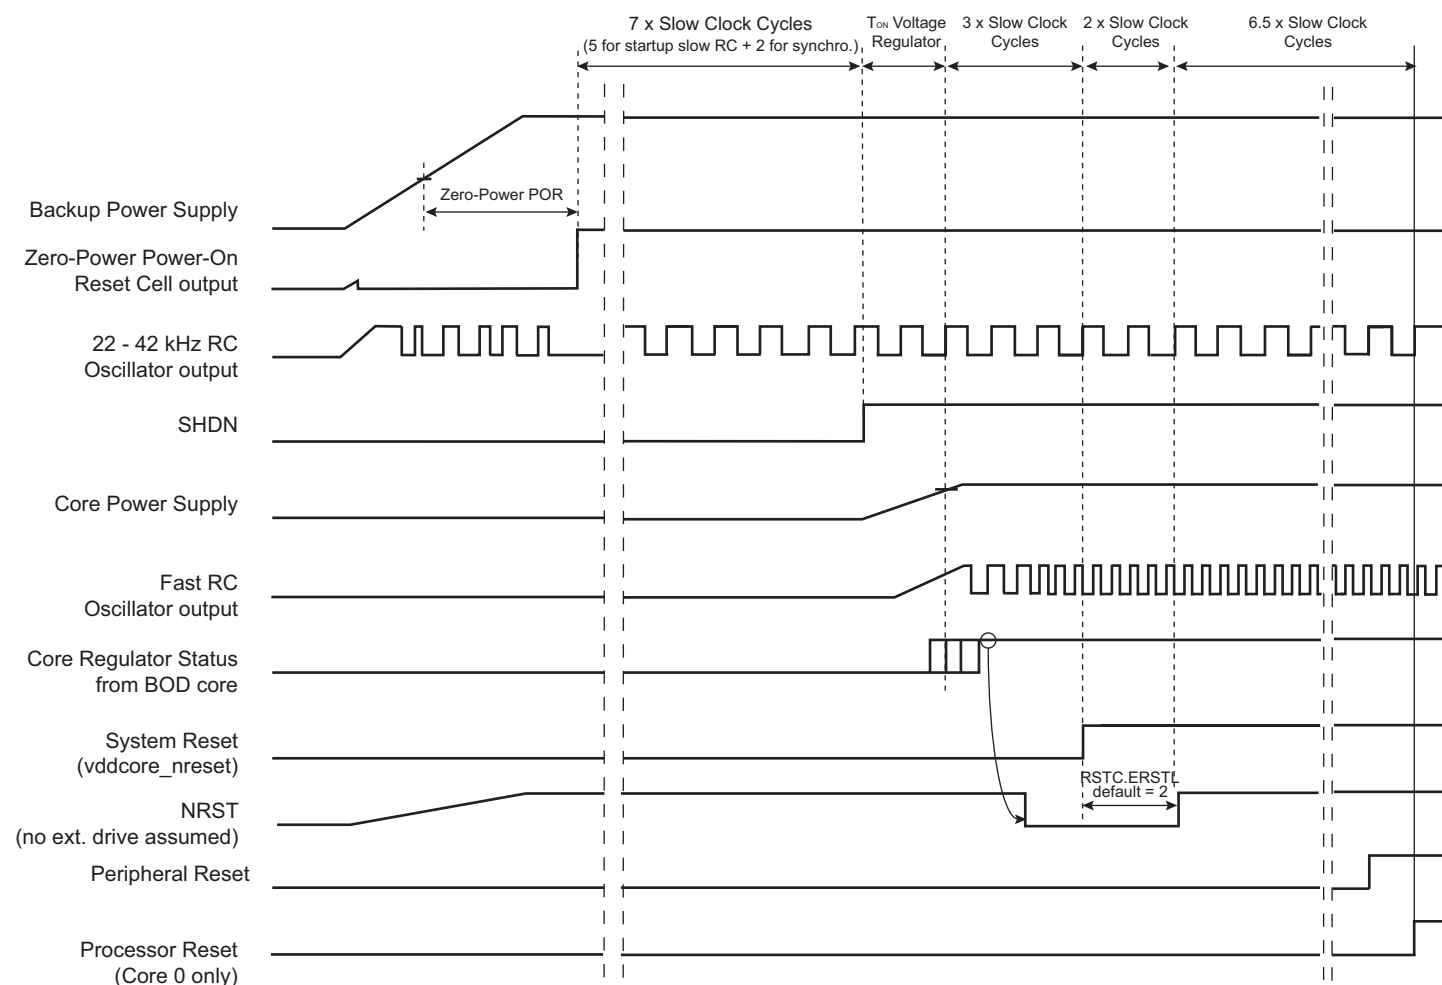 7 x Slow Clock Cycles
(5 for startup slow RC + 2 for synchro.)
TON Voltage
Regulator
3 x Slow Clock
Cycles
2 x Slow Clock
Cycles
6.5 x Slow Clock
Cycles
Zero-Power POR
Backup Power Supply
Zero-Power Power-On
Reset Cell output
22 - 42 kHz RC
Oscillator output
SHDN
Core Power Supply
Fast RC
Oscillator output
Core Regulator Status
from BOD core
System Reset
(vddcore_nreset)
RSTC.ERSTL
default = 2
NRST
(no ext. drive assumed)
Peripheral Reset
Processor Reset
(Core 0 only)